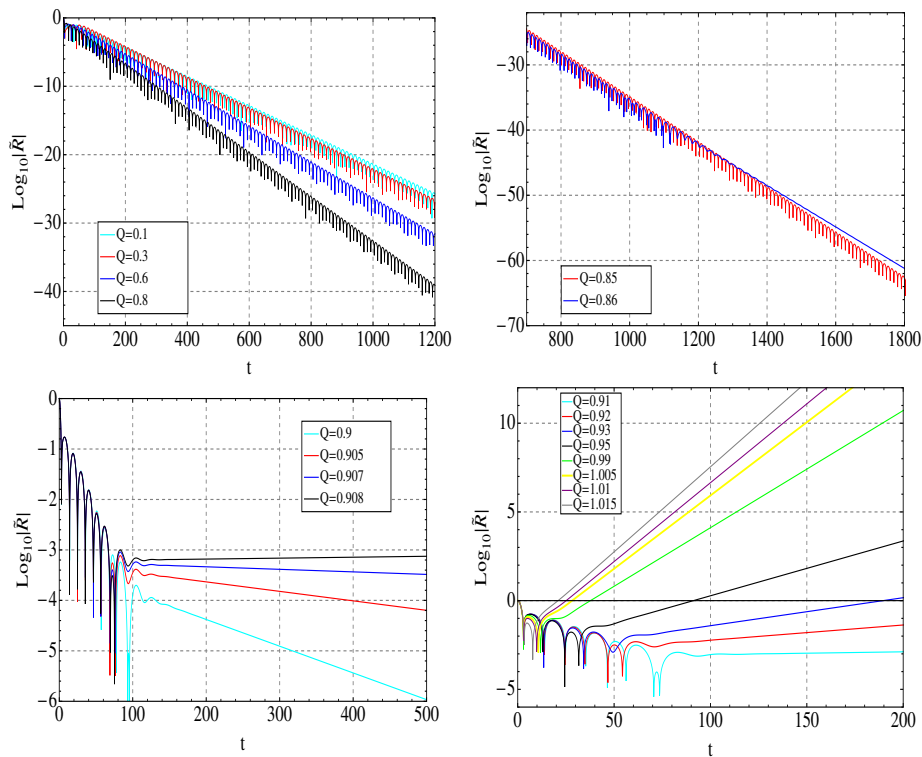 0
−10
−20
−30
−40
0 200 400 600 800 1000 1200
t
Log₁₀|R̃|
Q=0.1
Q=0.3
Q=0.6
Q=0.8
−30
−40
−50
−60
−70
800 1000 1200 1400 1600 1800
t
Log₁₀|R̃|
Q=0.85
Q=0.86
0
−1
−2
−3
−4
−5
−6
0 100 200 300 400 500
t
Log₁₀|R̃|
Q=0.9
Q=0.905
Q=0.907
Q=0.908
10
5
0
−5
0 50 100 150 200
t
Log₁₀|R̃|
Q=0.91
Q=0.92
Q=0.93
Q=0.95
Q=0.99
Q=1.005
Q=1.01
Q=1.015